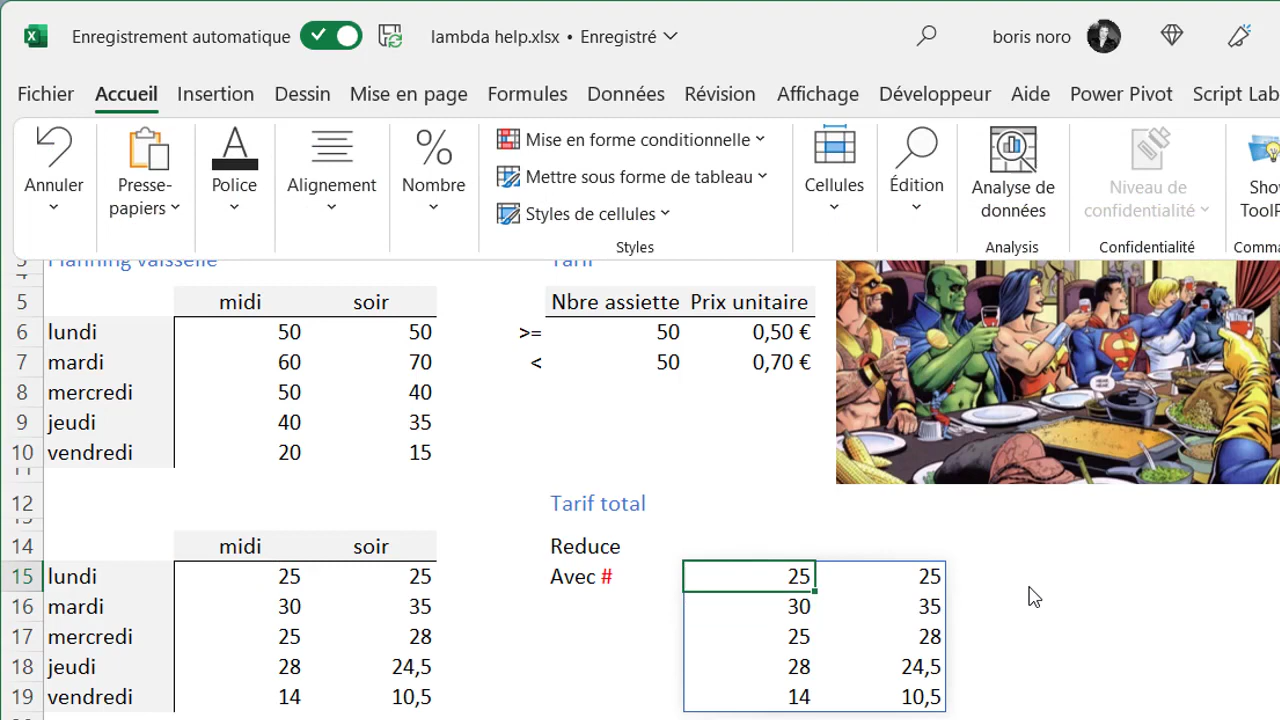 Enregistrement automatique lambda help.xlsx • Enregistré boris noro
Fichier Accueil Insertion Dessin Mise en page Formules Données Révision Affichage Développeur Aide Power Pivot Script Lab
Annuler
Presse-papiers
Police
Alignement
Nombre
Mise en forme conditionnelle
Mettre sous forme de tableau
Styles de cellules
Styles
Cellules
Édition
Analyse de
données
Analysis
Niveau de
confidentialité
Confidentialité
Planning vaisselle Tarif
5 midi soir Nbre assiette Prix unitaire
6 lundi 50 50 >= 50 0,50 €
7 mardi 60 70 < 50 0,70 €
8 mercredi 50 40
9 jeudi 40 35
10 vendredi 20 15
12 Tarif total
14 midi soir Reduce
15 lundi 25 25 Avec # 25 25
16 mardi 30 35 30 35
17 mercredi 25 28 25 28
18 jeudi 28 24,5 28 24,5
19 vendredi 14 10,5 14 10,5